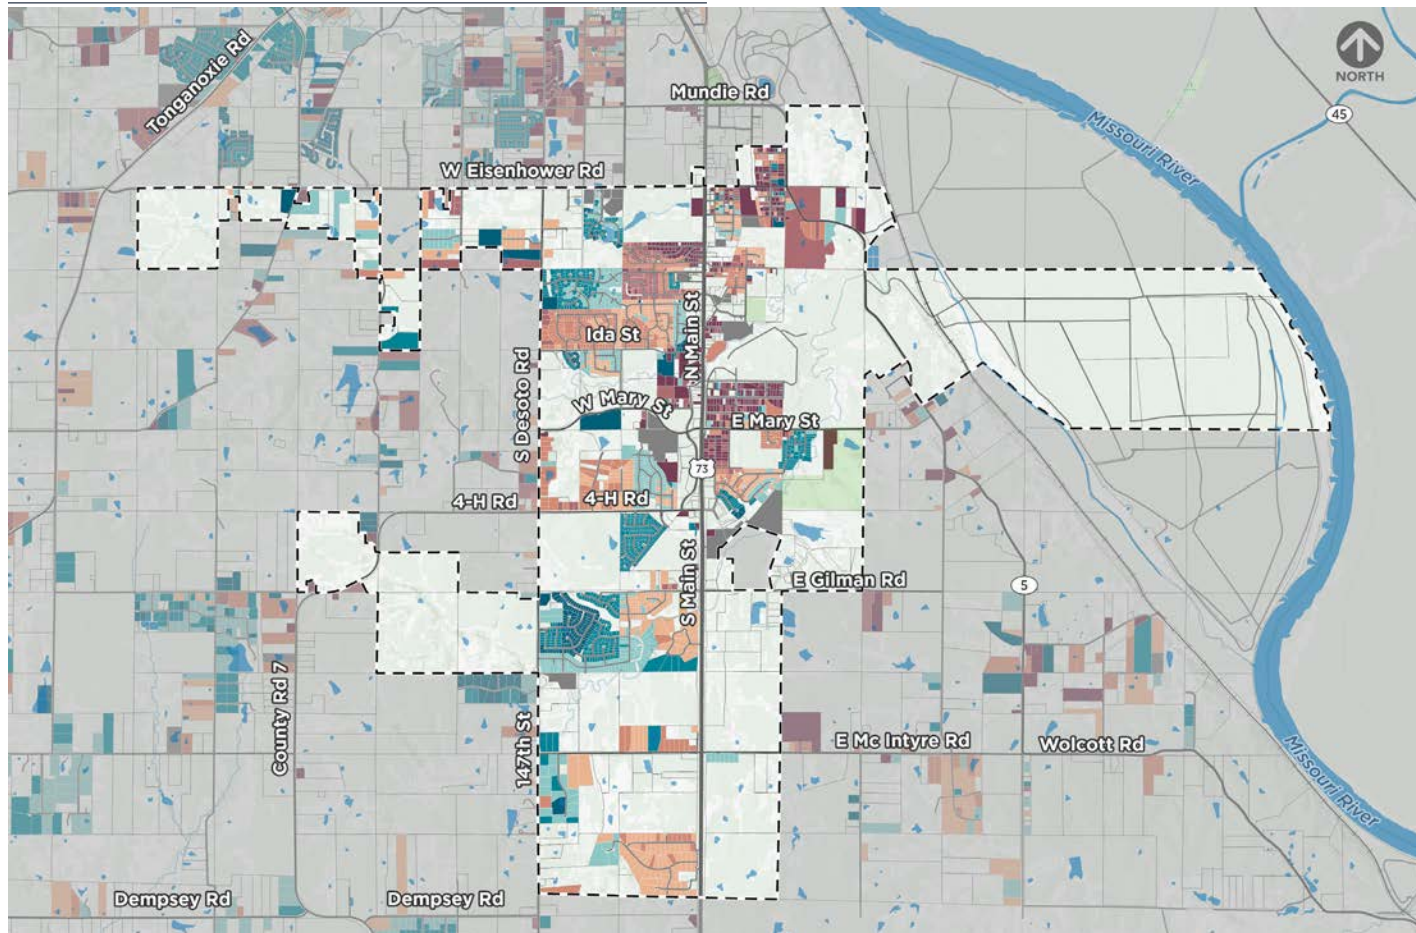 Tonganoxie Rd
Mundie Rd
NORTH
45
Missouri River
W Eisenhower Rd
Ida St
N Main St
S Desoto Rd
W Mary St
E Mary St
73
4-H Rd
4-H Rd
S Main St
E Gilman Rd
5
County Rd 7
147th St
E Mc Intyre Rd
Wolcott Rd
Missouri River
Dempsey Rd
Dempsey Rd